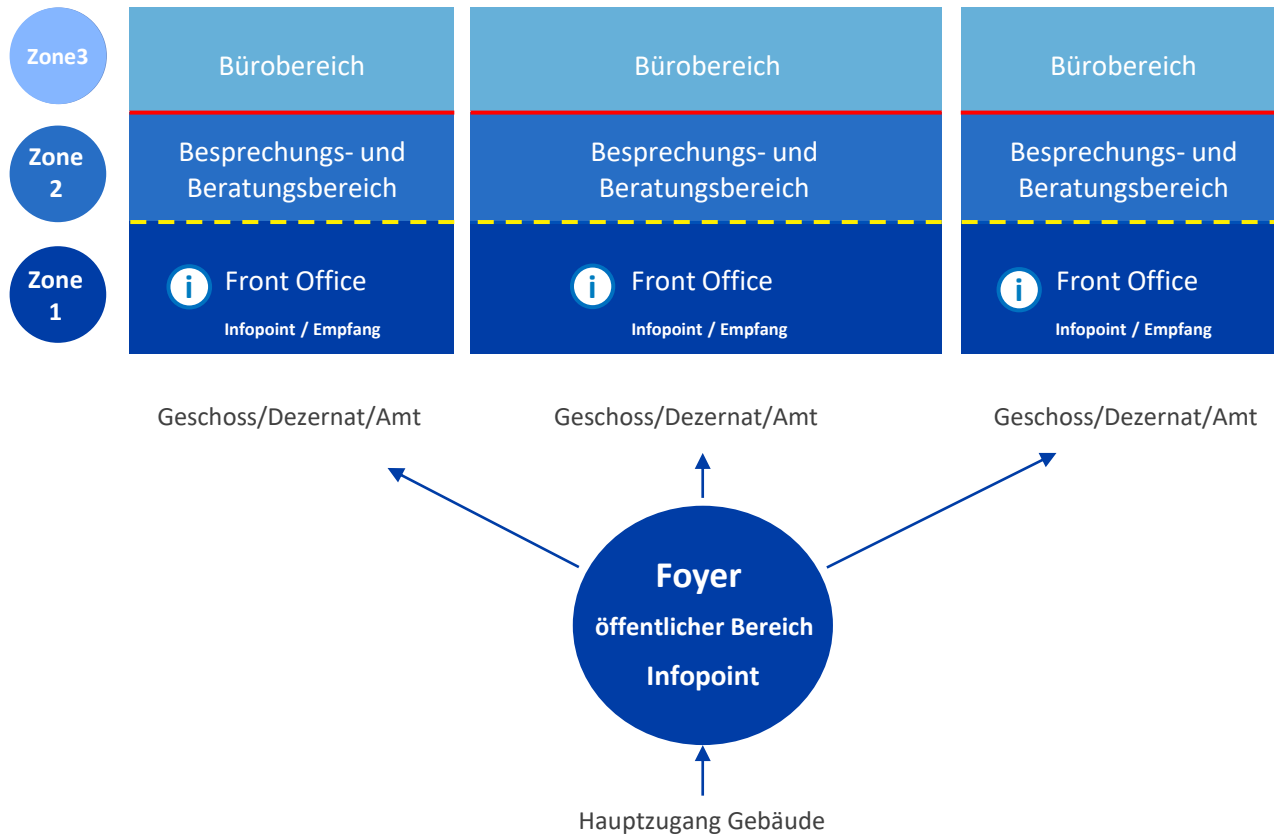 Zone3
Bürobereich
Bürobereich
Bürobereich
Zone
2
Besprechungs- und
Beratungsbereich
Besprechungs- und
Beratungsbereich
Besprechungs- und
Beratungsbereich
Zone
1
i Front Office
Infopoint / Empfang
i Front Office
Infopoint / Empfang
i Front Office
Infopoint / Empfang
Geschoss/Dezernat/Amt
Geschoss/Dezernat/Amt
Geschoss/Dezernat/Amt
Foyer
öffentlicher Bereich
Infopoint
Hauptzugang Gebäude